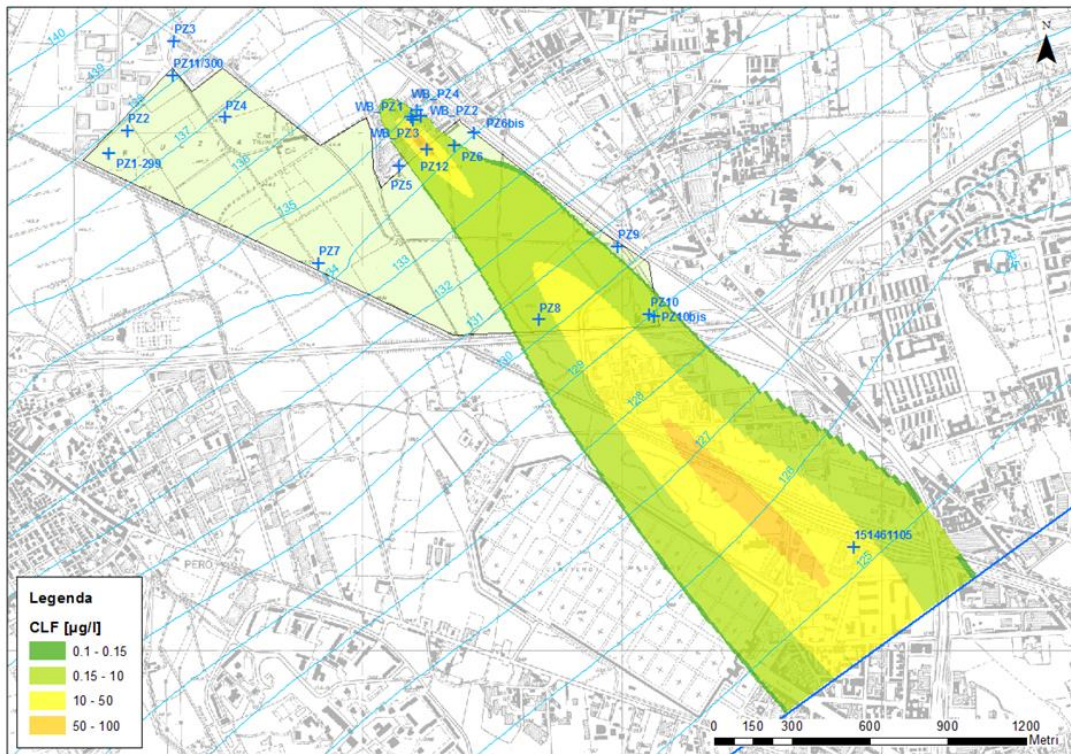 140
139
PZ3
N
PZ11/300
PZ4
137
136
PZ2
PZ1-299
WB_PZ1
WB_PZ4
WB_PZ2
WB_PZ3
PZ6bis
PZ6
PZ12
PZ5
135
PZ9
PZ7
134
133
132
131
PZ8
PZ10
PZ10bis
130
129
128
127
126
151461105
125
PERO
Legenda
CLF [µg/l]
0.1 - 0.15
0.15 - 10
10 - 50
50 - 100
0 150 300 600 900 1200
Metri